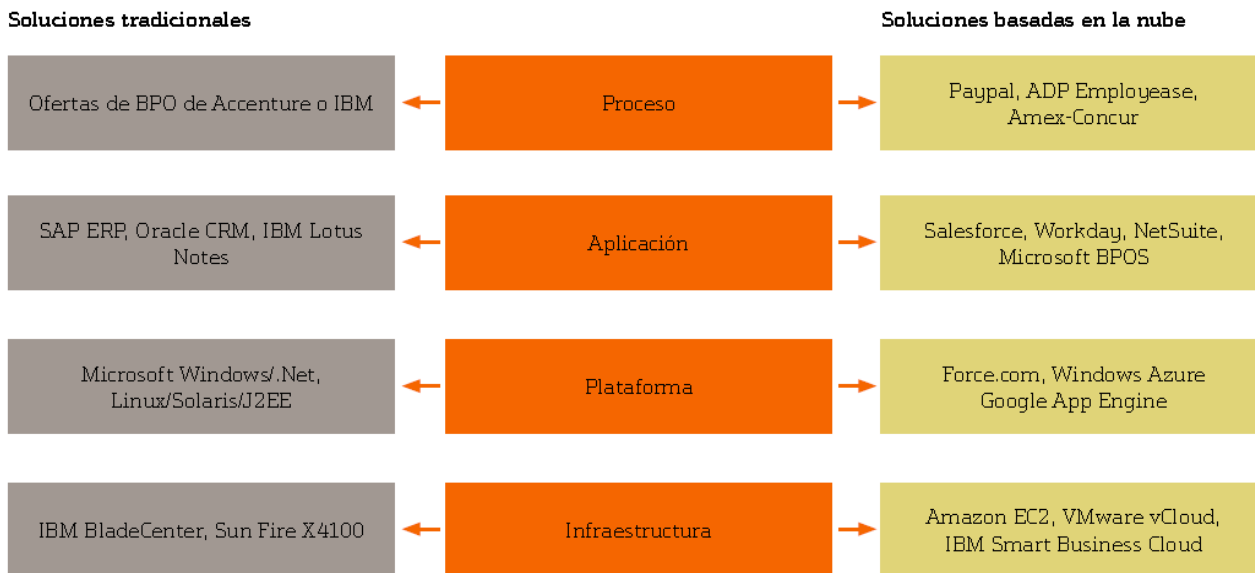 Soluciones tradicionales
Soluciones basadas en la nube
Ofertas de BPO de Accenture o IBM
Proceso
Paypal, ADP Employease,
Amex-Concur
SAP ERP, Oracle CRM, IBM Lotus
Notes
Aplicación
Salesforce, Workday, NetSuite,
Microsoft BPOS
Microsoft Windows/.Net,
Linux/Solaris/J2EE
Plataforma
Force.com, Windows Azure
Google App Engine
IBM BladeCenter, Sun Fire X4100
Infraestructura
Amazon EC2, VMware vCloud,
IBM Smart Business Cloud